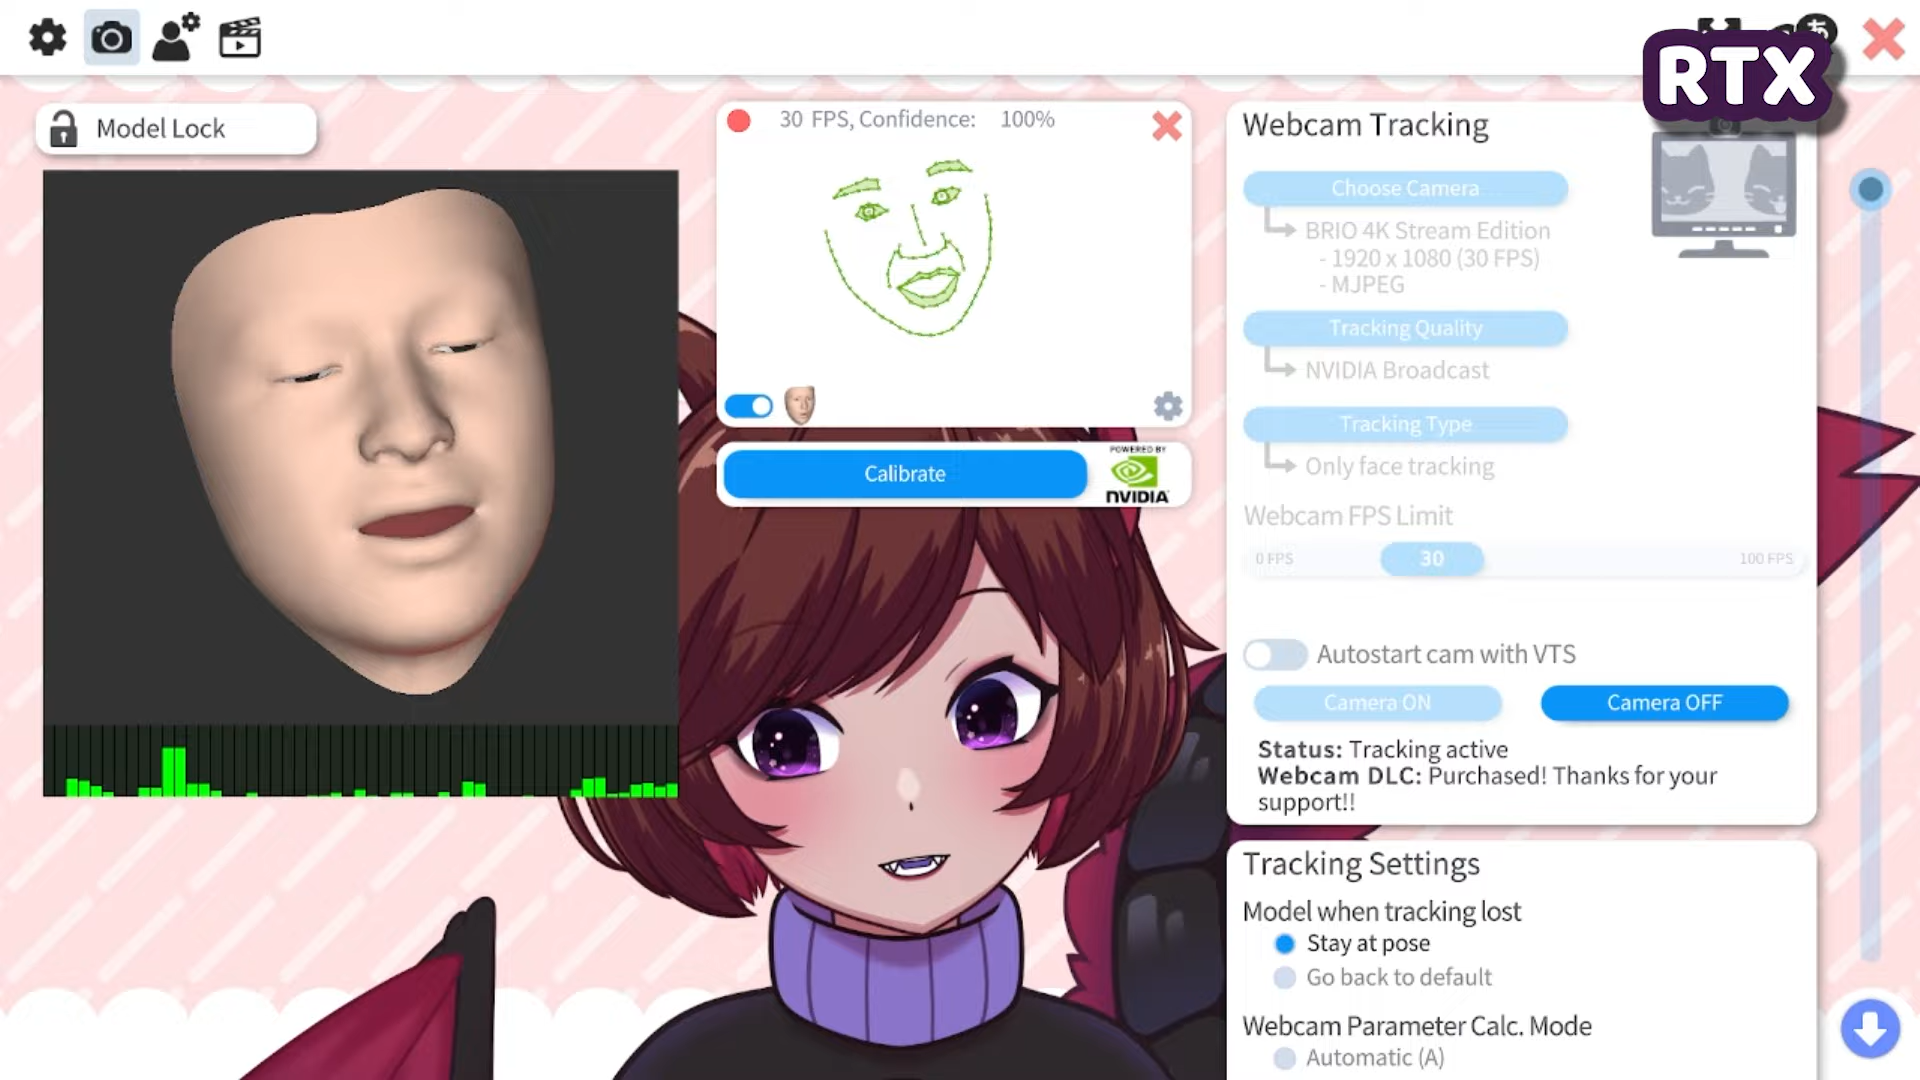 RTX
Model Lock
30 FPS, Confidence: 100%
Calibrate
POWERED BY
NVIDIA
Webcam Tracking
Choose Camera
BRIO 4K Stream Edition
- 1920 x 1080 (30 FPS)
- MJPEG
Tracking Quality
NVIDIA Broadcast
Tracking Type
Only face tracking
Webcam FPS Limit
0 FPS 30 100 FPS
Autostart cam with VTS
Camera ON Camera OFF
Status: Tracking active
Webcam DLC: Purchased! Thanks for your
support!!
Tracking Settings
Model when tracking lost
Stay at pose
Go back to default
Webcam Parameter Calc. Mode
Automatic (A)